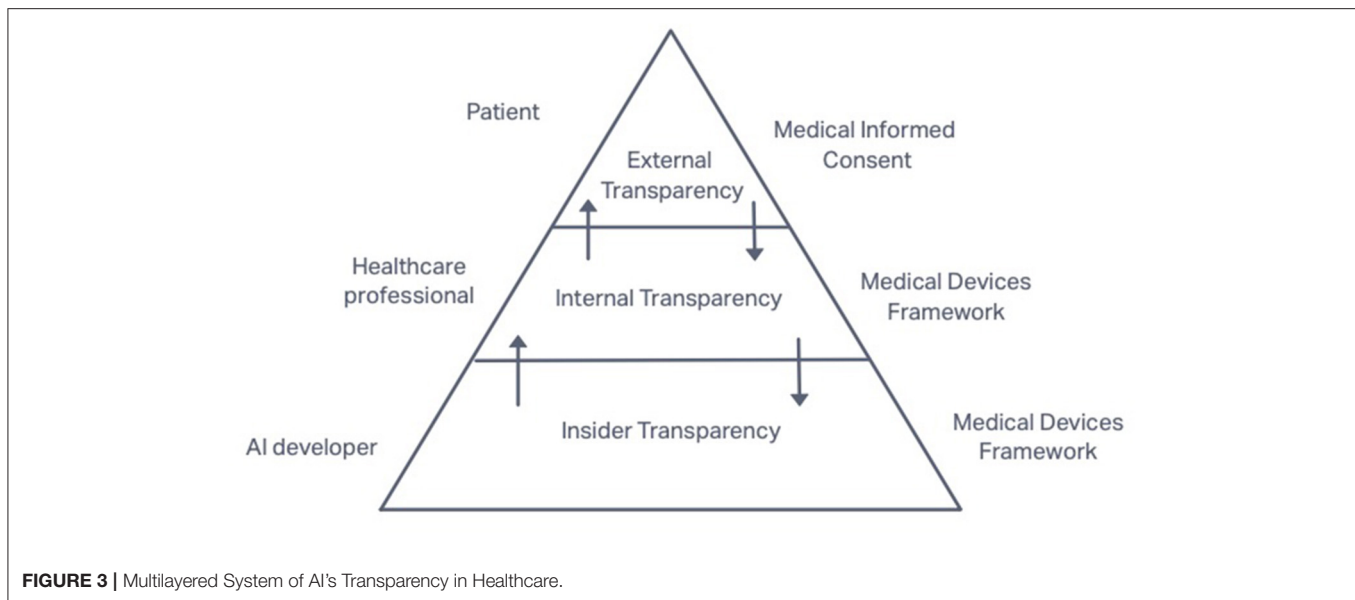 Patient
Medical Informed
Consent
External
Transparency
Healthcare
professional
Internal Transparency
Medical Devices
Framework
AI developer
Insider Transparency
Medical Devices
Framework
FIGURE 3 | Multilayered System of AI's Transparency in Healthcare.